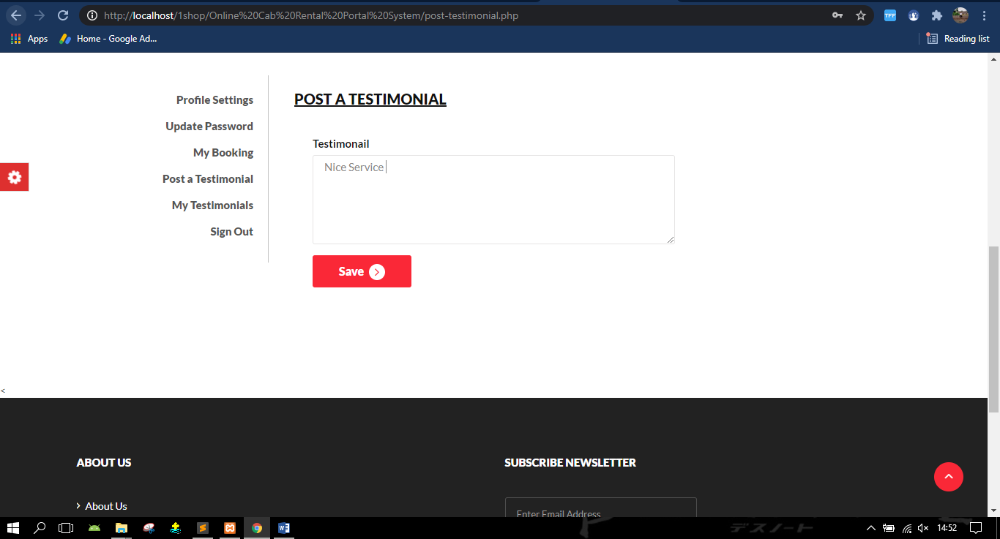 http://localhost/1shop/Online%20Cab%20Rental%20Portal%20System/post-testimonial.php
TFF
Apps
Home - Google Ad...
Reading list
Profile Settings
Update Password
My Booking
Post a Testimonial
My Testimonials
Sign Out
POST A TESTIMONIAL
Testimonail
Nice Service
Save
<
ABOUT US
SUBSCRIBE NEWSLETTER
About Us
Enter Email Address
デスノート
14:52